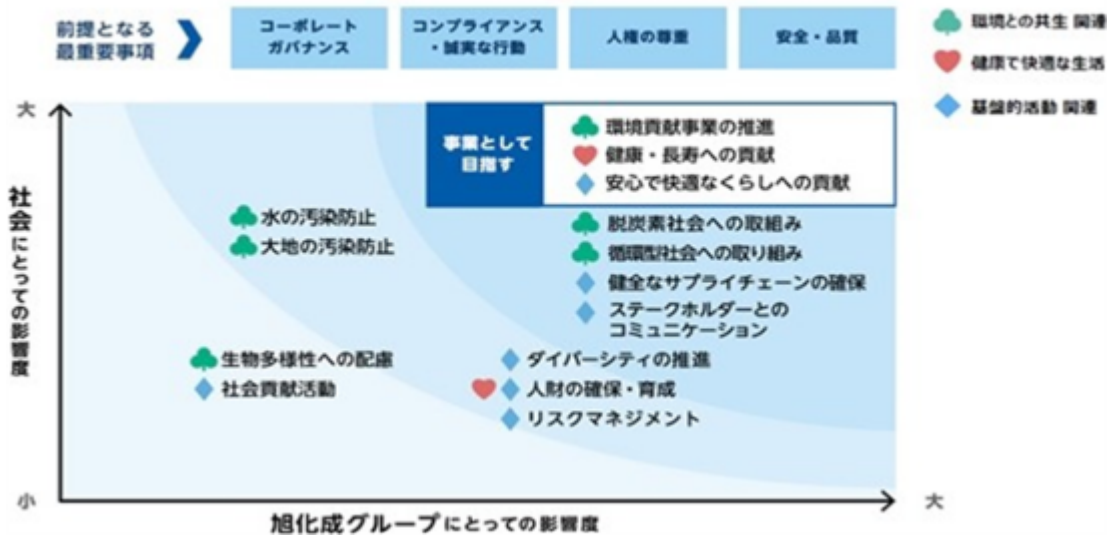 前提となる
最重要事項
コーポレート
ガバナンス
コンプライアンス
・誠実な行動
人権の尊重
安全・品質
環境との共生 関連
健康で快適な生活
基盤的活動 関連
大
社会にとっての影響度
小
事業として
目指す
環境貢献事業の推進
健康・長寿への貢献
安心で快適なくらしへの貢献
水の汚染防止
大地の汚染防止
脱炭素社会への取組み
循環型社会への取り組み
健全なサプライチェーンの確保
ステークホルダーとの
コミュニケーション
生物多様性への配慮
社会貢献活動
ダイバーシティの推進
人財の確保・育成
リスクマネジメント
旭化成グループにとっての影響度
大